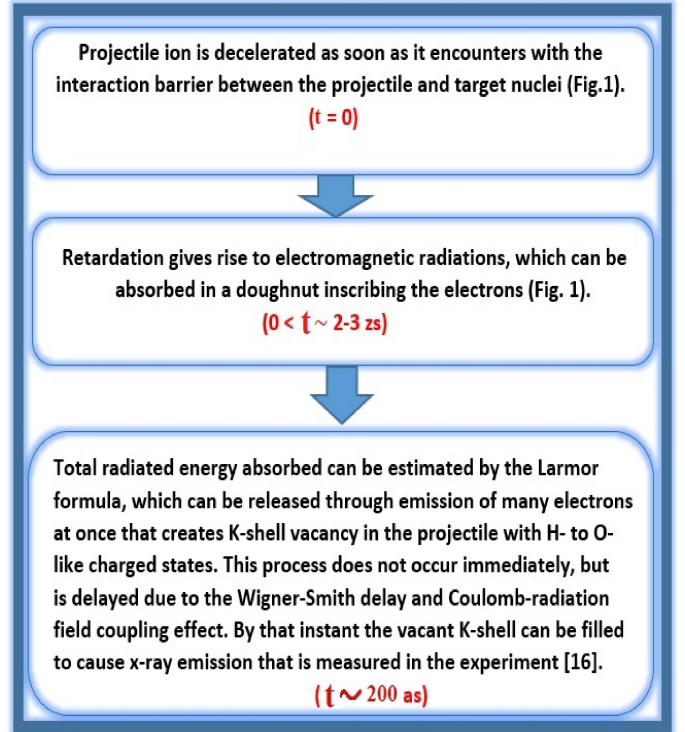 Projectile ion is decelerated as soon as it encounters with the
interaction barrier between the projectile and target nuclei (Fig.1).
(t = 0)
Retardation gives rise to electromagnetic radiations, which can be
absorbed in a doughnut inscribing the electrons (Fig. 1).
(0 < t ~ 2-3 zs)
Total radiated energy absorbed can be estimated by the Larmor
formula, which can be released through emission of many electrons
at once that creates K-shell vacancy in the projectile with H- to O-
like charged states. This process does not occur immediately, but
is delayed due to the Wigner-Smith delay and Coulomb-radiation
field coupling effect. By that instant the vacant K-shell can be filled
to cause x-ray emission that is measured in the experiment [16].
(t ~ 200 as)